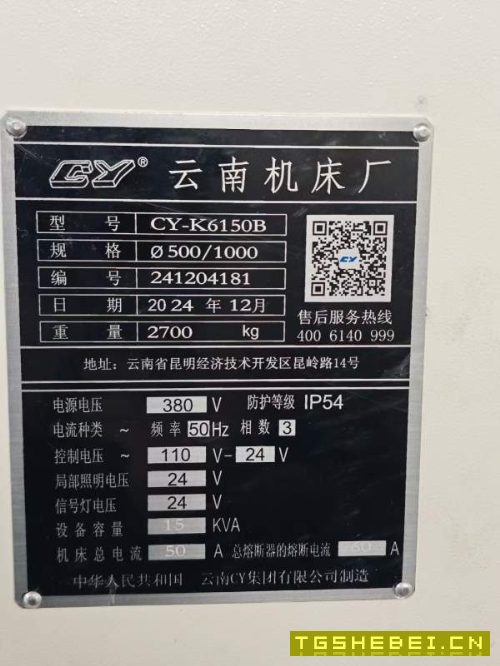 CY® 云南机床厂
型 号 CY-K6150B
规 格 Ø500/1000
编 号 241204181
日 期 2024 年 12月
重 量 2700 kg
售后服务热线
400 6140 999
地址: 云南省昆明经济技术开发区昆岭路14号
电源电压 380 V 防护等级 IP54
电流种类 ~ 频 率 50 Hz 相 数 3
控制电压 ~ 110 V- 24 V
局部照明电压 24 V
信号灯电压 24 V
设备容量 15 KVA
机床总电流 50 A 总熔断器的熔断电流 A
中华人民共和国 云南CY集团有限公司制造
TGSHEBEI.CN